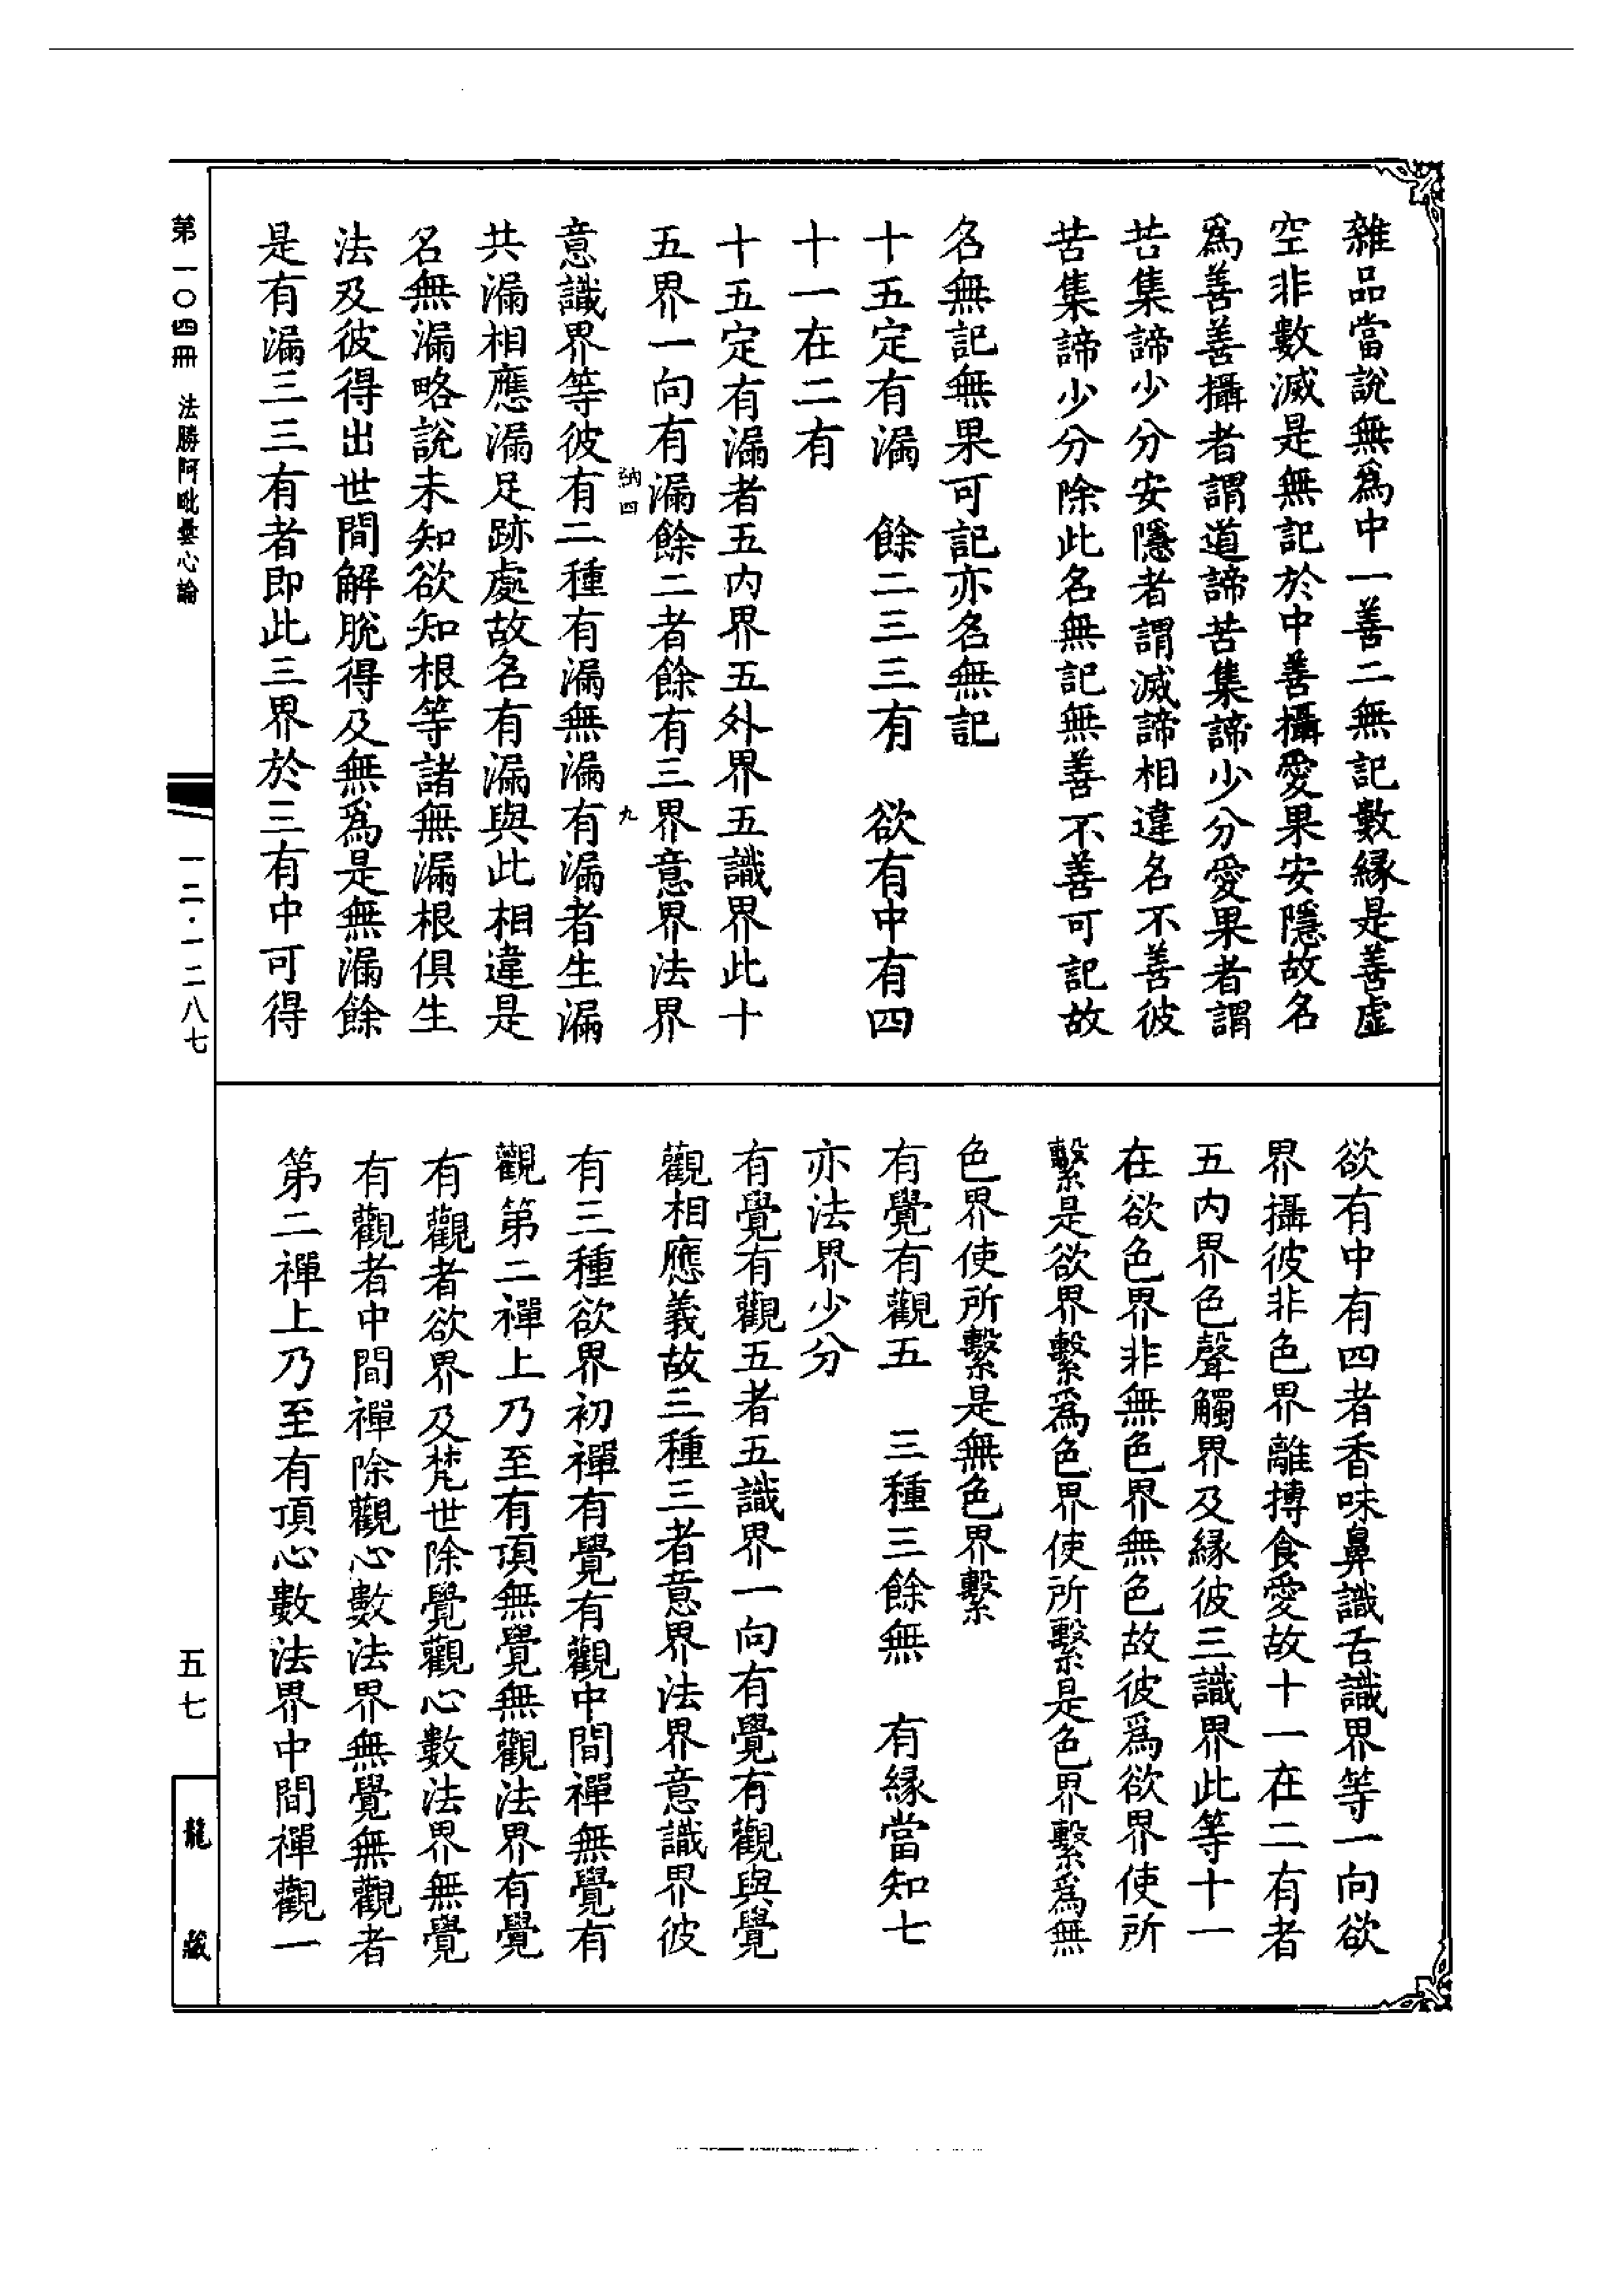 雜品當說無爲中一善二無記數緣是善虛
空非數滅是無記於中善攝愛果安隱故名
爲善善攝者謂道諦苦集諦少分愛果者謂
苦集諦少分安隱者謂滅諦相違名不善彼
苦集諦少分除此名無記無善不善可記故
名無記無果可記亦名無記
十五定有漏　餘二三三有　欲有中有四
十一在二有
十五定有漏者五內界五外界五識界此十
五界一向有漏餘二者餘有三界意界法界
納四　九
意識界等彼有二種有漏無漏有漏者生漏
共漏相應漏足跡處故名有漏與此相違是
名無漏略說未知欲知根等諸無漏根俱生
法及彼得出世間解脫得及無爲是無漏餘
是有漏三三有者即此三界於三有中可得
欲有中有四者香味鼻識舌識界等一向欲
界攝彼非色界離摶食愛故十一在二有者
五內界色聲觸界及緣彼三識界此等十一
在欲色界非無色界無色故彼爲欲界使所
繫是欲界繫爲色界使所繫是色界繫爲無
色界使所繫是無色界繫
有覺有觀五　三種三餘無　有緣當知七
亦法界少分
有覺有觀五者五識界一向有覺有觀與覺
觀相應義故三種三者意界法界意識界彼
有三種欲界初禪有覺有觀中間禪無覺有
觀第二禪上乃至有頂無覺無觀法界有覺
有觀者欲界及梵世除覺觀心數法界無覺
有觀者中間禪除觀心數法界無覺無觀者
第二禪上乃至有頂心數法界中間禪觀一
第一〇四冊　法勝阿毗曇心論
一二·一二八七
五七
龍藏